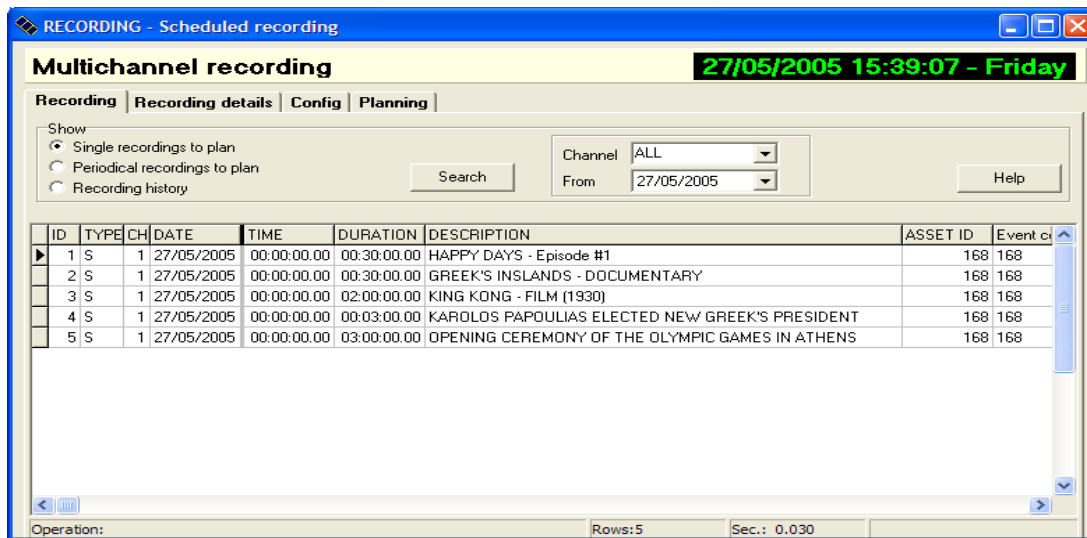 RECORDING - Scheduled recording
Multichannel recording
27/05/2005 15:39:07 - Friday
Recording Recording details Config Planning
Show
Single recordings to plan
Periodical recordings to plan
Recording history
Search
Channel ALL
From 27/05/2005
Help
ID TYPE CH DATE TIME DURATION DESCRIPTION ASSET ID Event c
1 S 1 27/05/2005 00:00:00.00 00:30:00.00 HAPPY DAYS - Episode #1 168 168
2 S 1 27/05/2005 00:00:00.00 00:30:00.00 GREEK'S INSLANDS - DOCUMENTARY 168 168
3 S 1 27/05/2005 00:00:00.00 02:00:00.00 KING KONG - FILM (1930) 168 168
4 S 1 27/05/2005 00:00:00.00 00:03:00.00 KAROLOS PAPOULIAS ELECTED NEW GREEK'S PRESIDENT 168 168
5 S 1 27/05/2005 00:00:00.00 03:00:00.00 OPENING CEREMONY OF THE OLYMPIC GAMES IN ATHENS 168 168
Operation: Rows:5 Sec.: 0.030